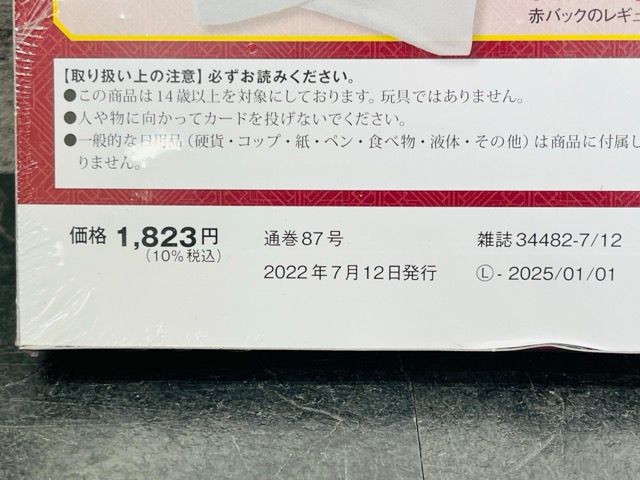 赤バックのレギュ
【取り扱い上の注意】必ずお読みください。
●この商品は14歳以上を対象にしております。玩具ではありません。
●人や物に向かってカードを投げないでください。
●一般的な日用品（硬貨・コップ・紙・ペン・食べ物・液体・その他）は商品に付属し
りません。
価格 1,823円
(10%税込)
通巻87号
2022年7月12日発行
雑誌34482-7/12
Ⓛ-2025/01/01